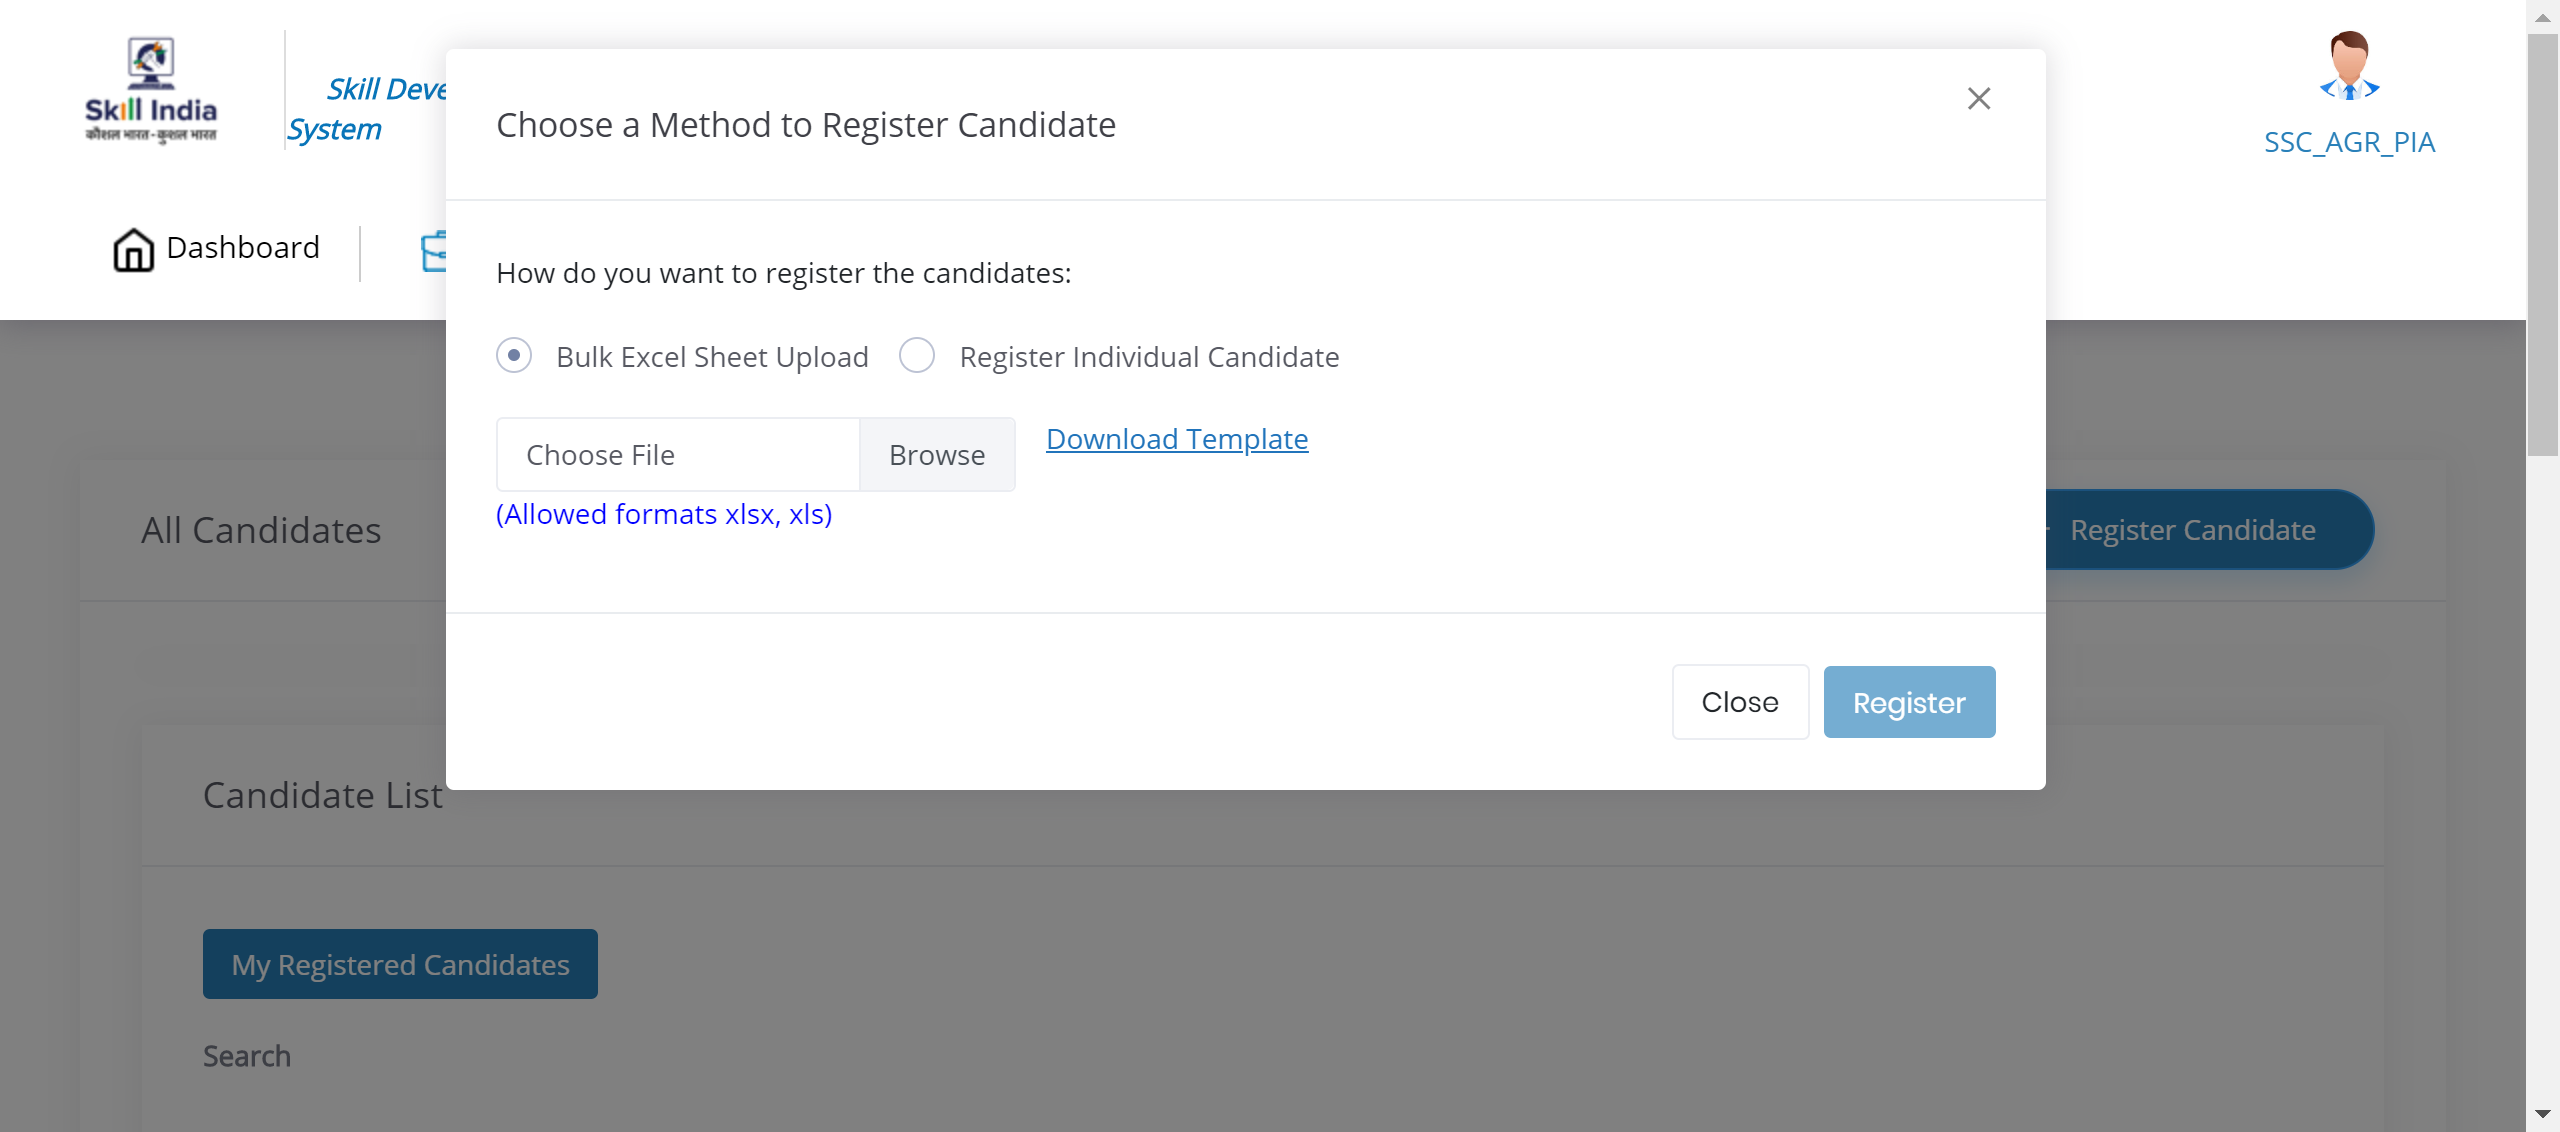 Skill India
कौशल भारत-कुशल भारत
Skill Deve
System
SSC_AGR_PIA
Dashboard
Choose a Method to Register Candidate
How do you want to register the candidates:
Bulk Excel Sheet Upload Register Individual Candidate
Choose File Browse Download Template
(Allowed formats xlsx, xls)
Close Register
All Candidates Register Candidate
Candidate List
My Registered Candidates
Search